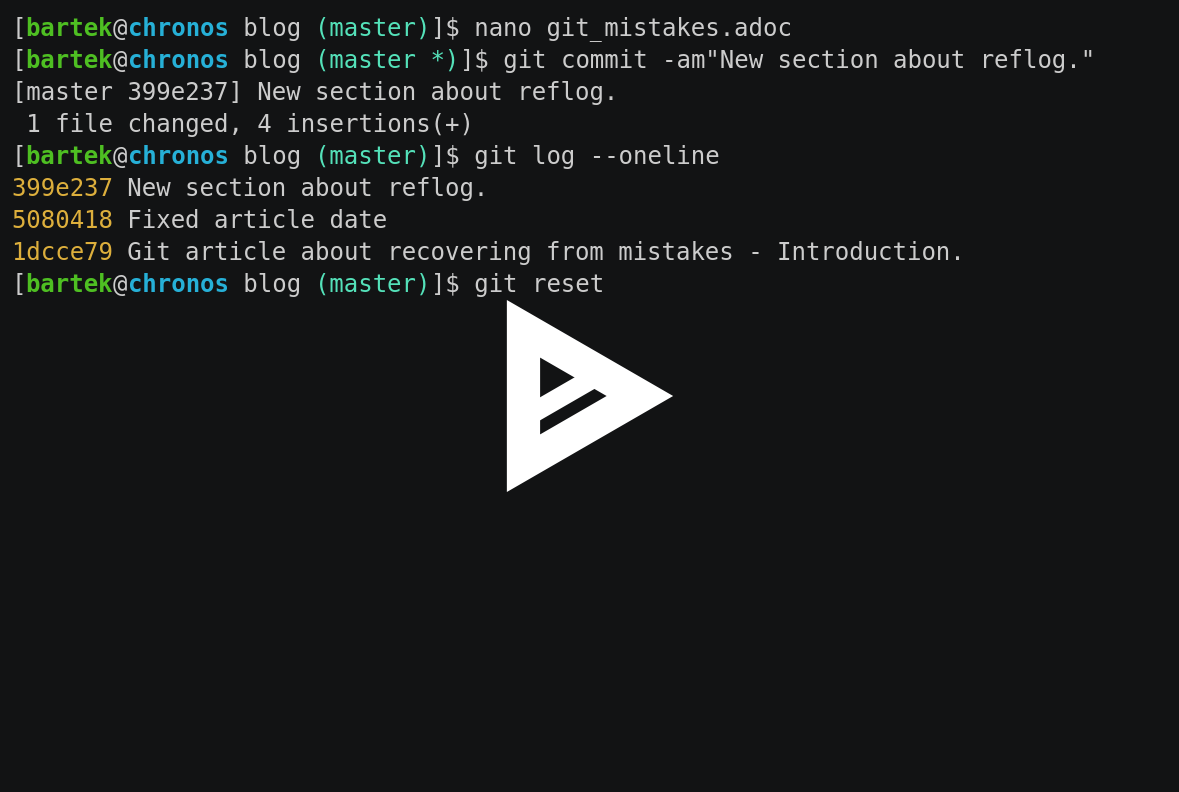 [bartek@chronos blog (master)]$ nano git_mistakes.adoc
[bartek@chronos blog (master *)]$ git commit -am"New section about reflog."
[master 399e237] New section about reflog.
 1 file changed, 4 insertions(+)
[bartek@chronos blog (master)]$ git log --oneline
399e237 New section about reflog.
5080418 Fixed article date
1dcce79 Git article about recovering from mistakes - Introduction.
[bartek@chronos blog (master)]$ git reset